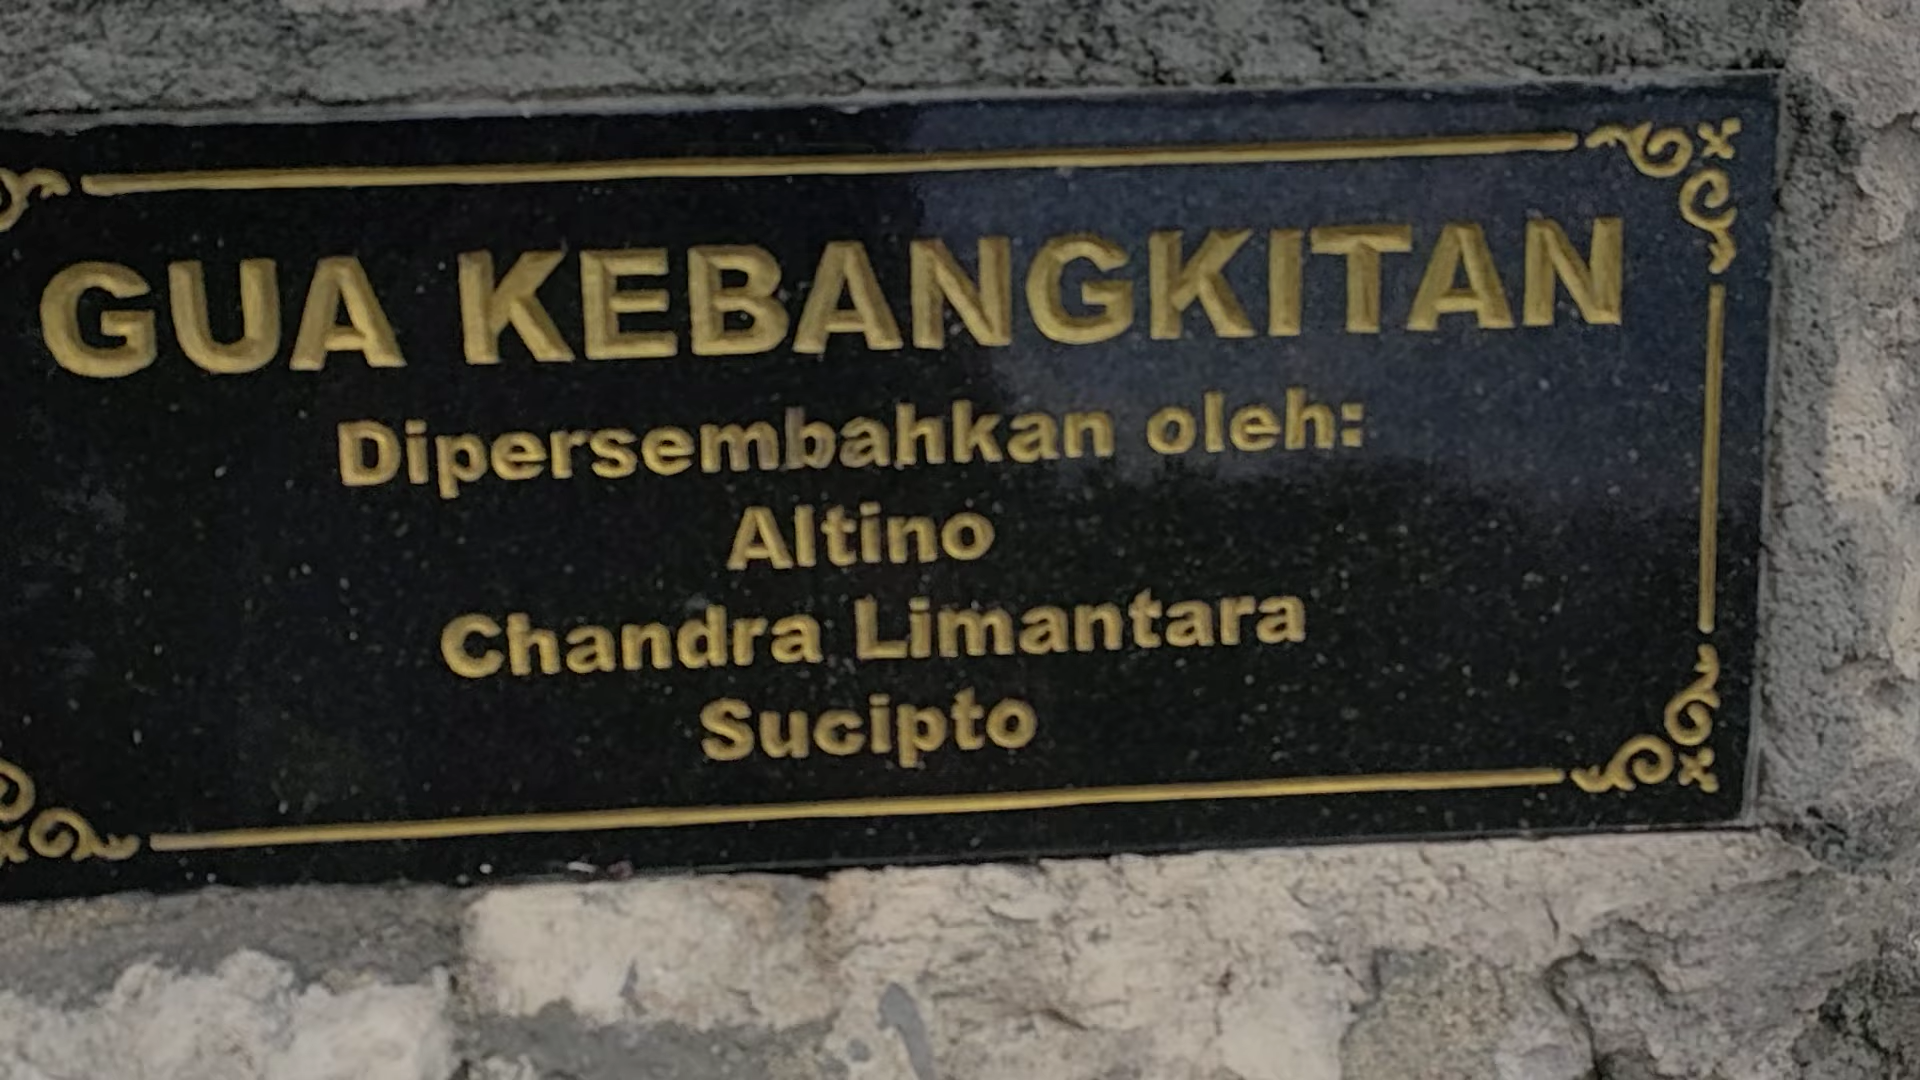 GUA KEBANGKITAN
Dipersembahkan oleh:
Altino
Chandra Limantara
Sucipto